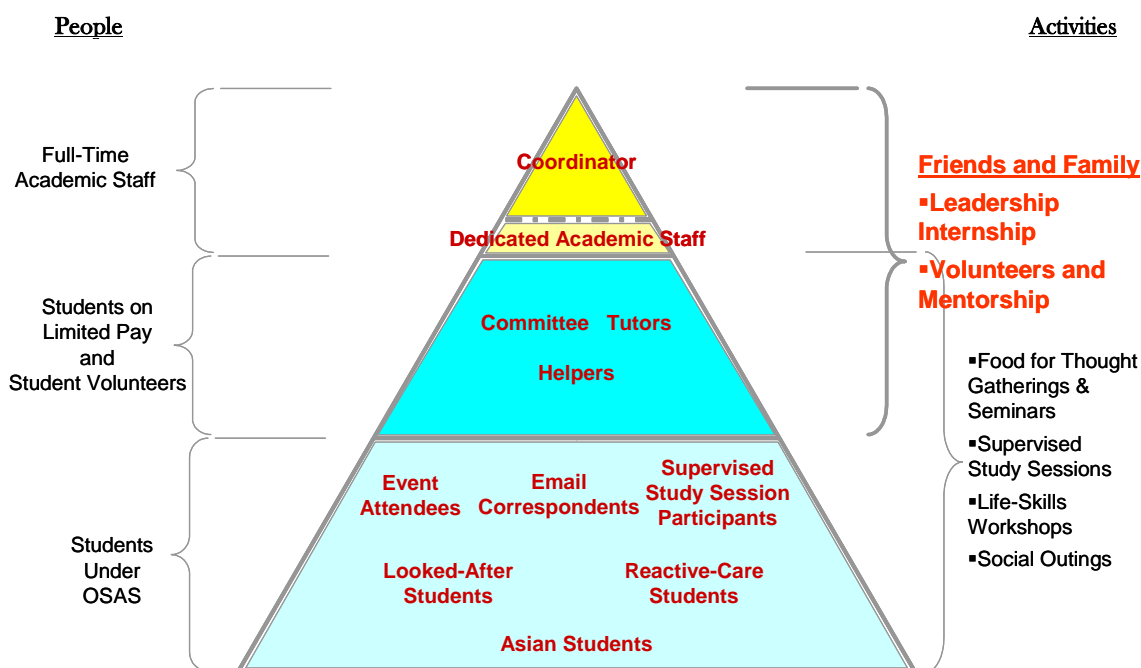 People
Activities
Full-Time
Academic Staff
Students on
Limited Pay
and
Student Volunteers
Students
Under
OSAS
Coordinator
Dedicated Academic Staff
Committee Tutors
Helpers
Event
Attendees
Email
Correspondents
Supervised
Study Session
Participants
Looked-After
Students
Reactive-Care
Students
Asian Students
Friends and Family
▪Leadership
Internship
▪Volunteers and
Mentorship
▪Food for Thought
Gatherings &
Seminars
▪Supervised
Study Sessions
▪Life-Skills
Workshops
▪Social Outings